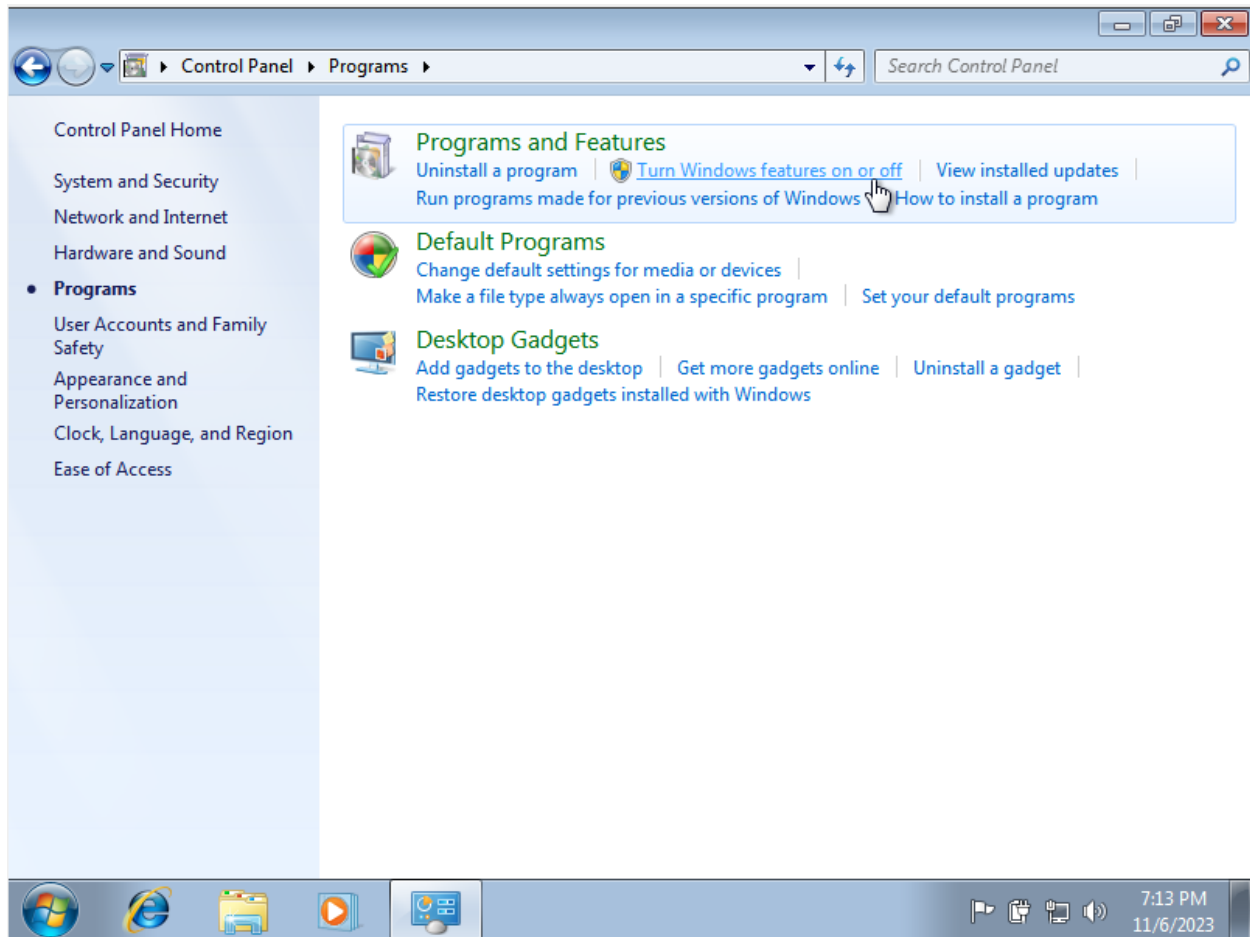 Control Panel Programs
Search Control Panel
Control Panel Home
System and Security
Network and Internet
Hardware and Sound
Programs
User Accounts and Family
Safety
Appearance and
Personalization
Clock, Language, and Region
Ease of Access
Programs and Features
Uninstall a program Turn Windows features on or off View installed updates
Run programs made for previous versions of Windows How to install a program
Default Programs
Change default settings for media or devices
Make a file type always open in a specific program Set your default programs
Desktop Gadgets
Add gadgets to the desktop Get more gadgets online Uninstall a gadget
Restore desktop gadgets installed with Windows
7:13 PM
11/6/2023